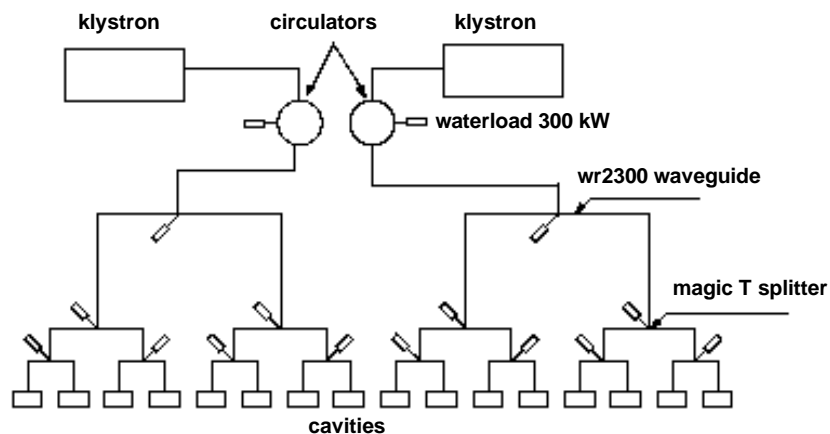 klystron
circulators
klystron
waterload 300 kW
wr2300 waveguide
magic T splitter
cavities